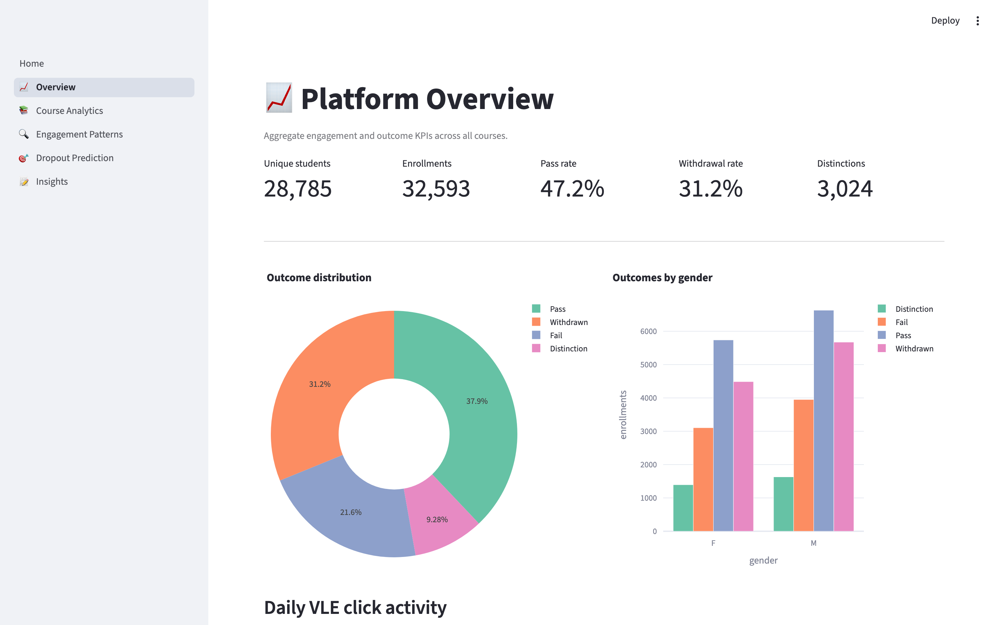 Deploy
Home
Overview
Course Analytics
Engagement Patterns
Dropout Prediction
Insights
Platform Overview
Aggregate engagement and outcome KPIs across all courses.
Unique students
28,785
Enrollments
32,593
Pass rate
47.2%
Withdrawal rate
31.2%
Distinctions
3,024
Outcome distribution
31.2%
37.9%
21.6%
9.28%
Pass
Withdrawn
Fail
Distinction
Outcomes by gender
enrollments
6000
5000
4000
3000
2000
1000
0
F
M
gender
Distinction
Fail
Pass
Withdrawn
Daily VLE click activity